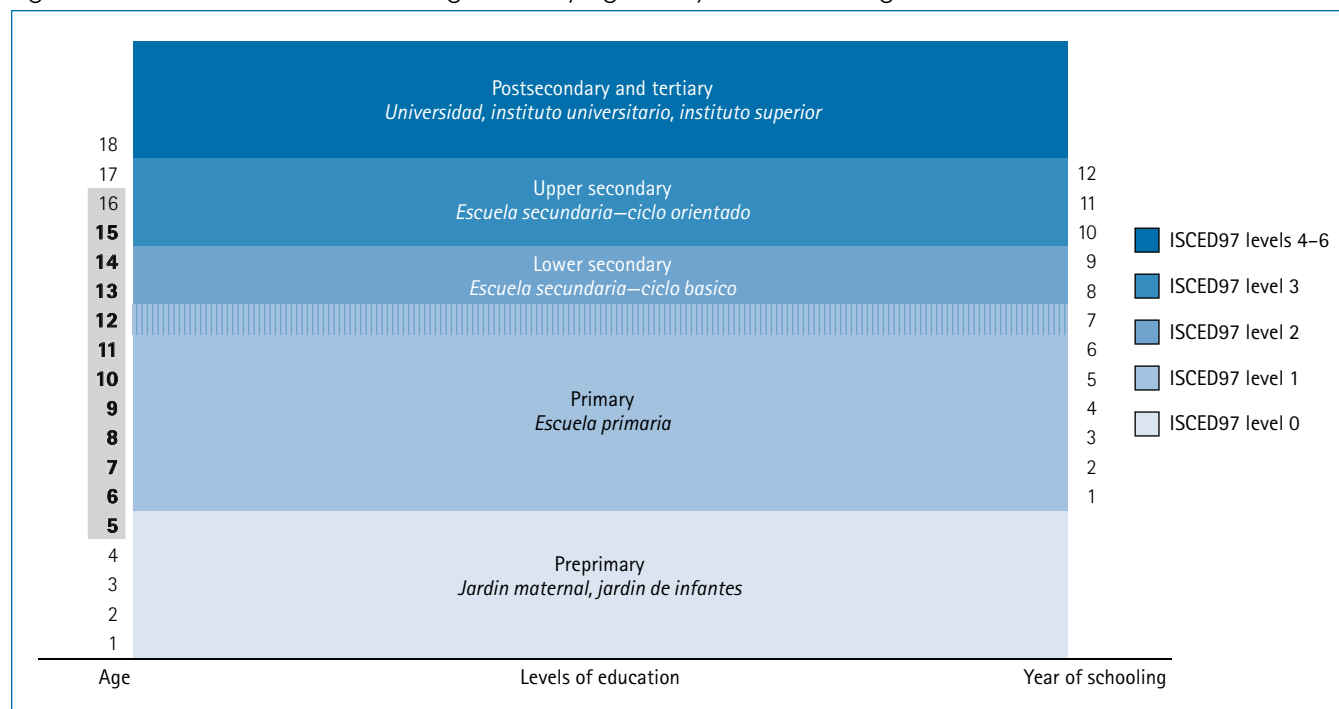 Postsecondary and tertiary
Universidad, instituto universitario, instituto superior
18
17
16
15
14
13
12
11
10
9
8
7
6
5
4
3
2
1
Upper secondary
Escuela secundaria—ciclo orientado
Lower secondary
Escuela secundaria—ciclo basico
Primary
Escuela primaria
Preprimary
Jardin maternal, jardin de infantes
12
11
10
9
8
7
6
5
4
3
2
1
ISCED97 levels 4–6
ISCED97 level 3
ISCED97 level 2
ISCED97 level 1
ISCED97 level 0
Age
Levels of education
Year of schooling